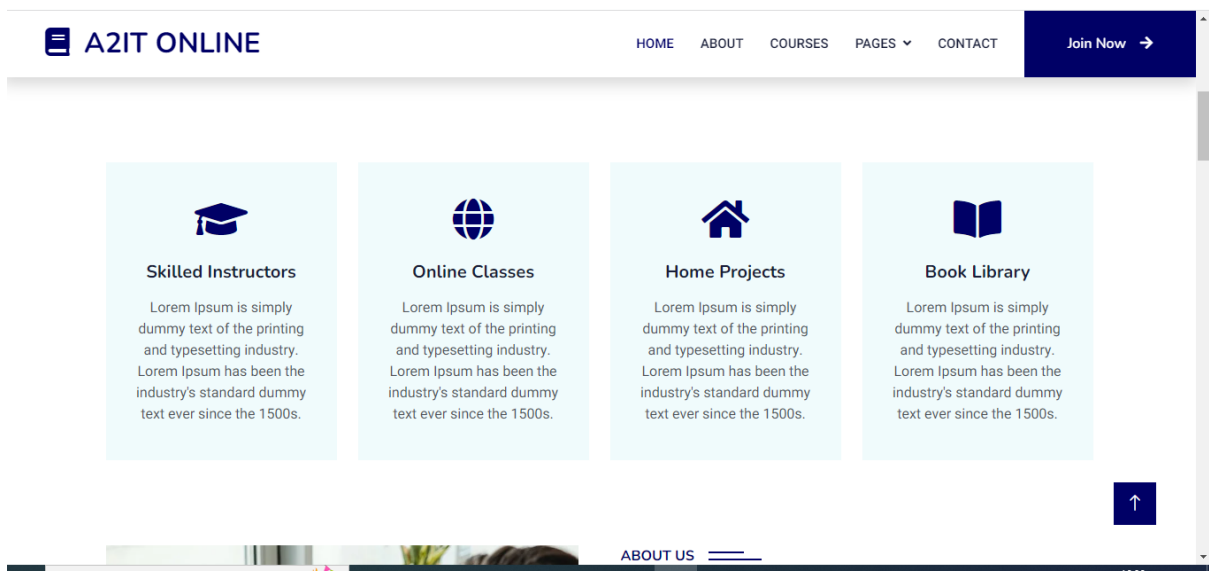 A2IT ONLINE
HOME ABOUT COURSES PAGES CONTACT Join Now
Skilled Instructors
Lorem Ipsum is simply
dummy text of the printing
and typesetting industry.
Lorem Ipsum has been the
industry's standard dummy
text ever since the 1500s.
Online Classes
Lorem Ipsum is simply
dummy text of the printing
and typesetting industry.
Lorem Ipsum has been the
industry's standard dummy
text ever since the 1500s.
Home Projects
Lorem Ipsum is simply
dummy text of the printing
and typesetting industry.
Lorem Ipsum has been the
industry's standard dummy
text ever since the 1500s.
Book Library
Lorem Ipsum is simply
dummy text of the printing
and typesetting industry.
Lorem Ipsum has been the
industry's standard dummy
text ever since the 1500s.
ABOUT US